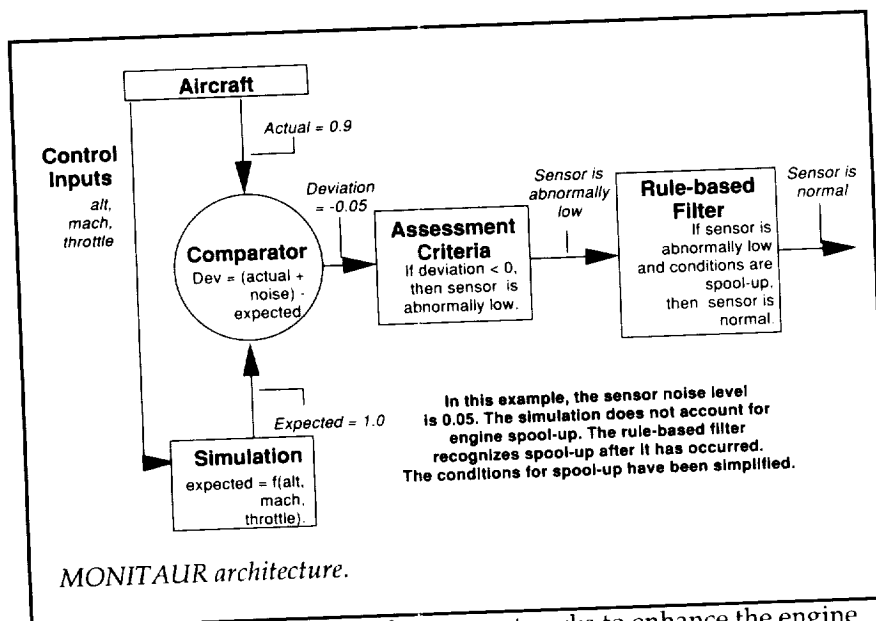 Aircraft
Actual = 0.9
Control
Inputs
alt,
mach,
throttle
Deviation
= -0.05
Sensor is
abnormally
low
Sensor is
normal
Comparator
Dev = (actual +
noise) -
expected
Assessment
Criteria
If deviation < 0,
then sensor is
abnormally low.
Rule-based
Filter
If sensor is
abnormally low
and conditions are
spool-up,
then sensor is
normal.
Expected = 1.0
Simulation
expected = f(alt,
mach,
throttle).
In this example, the sensor noise level
is 0.05. The simulation does not account for
engine spool-up. The rule-based filter
recognizes spool-up after it has occurred.
The conditions for spool-up have been simplified.
MONITAUR architecture.
to enhance the engine